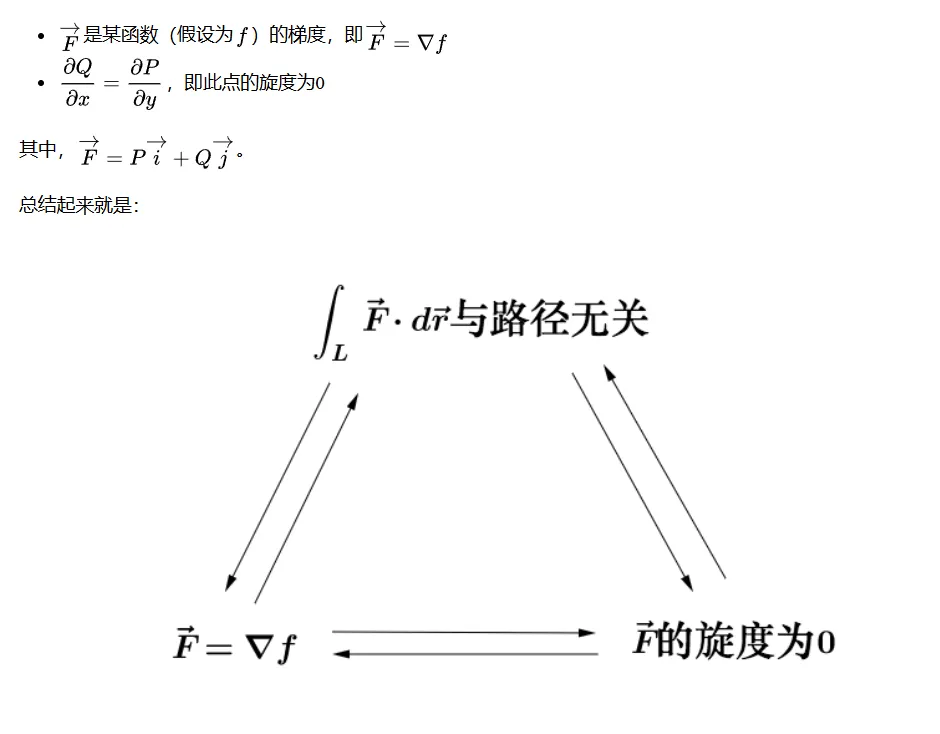 • $\overrightarrow{F}$是某函数（假设为 $f$ ）的梯度，即 $\overrightarrow{F} = \nabla f$
• $\dfrac{\partial Q}{\partial x} = \dfrac{\partial P}{\partial y}$ ，即此点的旋度为0
其中， $\overrightarrow{F} = P\overrightarrow{i} + Q\overrightarrow{j}$ 。
总结起来就是：
$\int_L \vec{F} \cdot d\vec{r}$与路径无关
$\vec{F} = \nabla f$
$\vec{F}$的旋度为0